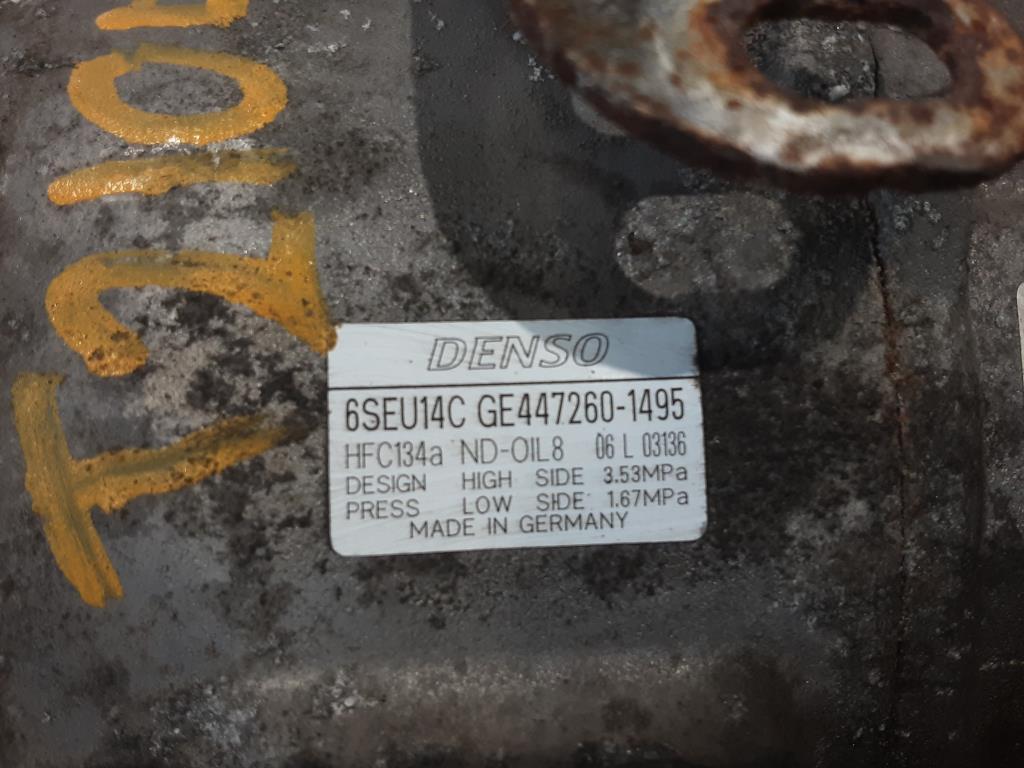 DENSO
6SEU14C GE447260-1495
HFC134a ND-OIL8 06 L 03136
DESIGN HIGH SIDE 3.53MPa
PRESS LOW SIDE 1.67MPa
MADE IN GERMANY